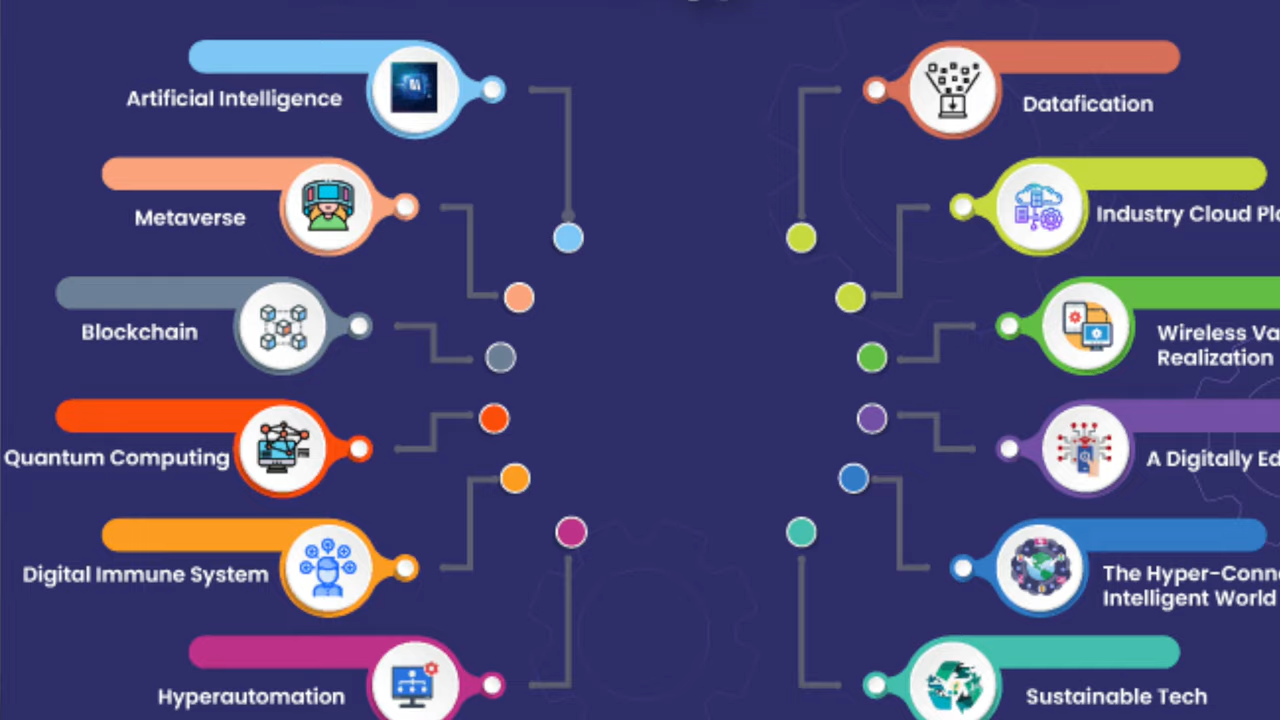 Artificial Intelligence
Metaverse
Blockchain
Quantum Computing
Digital Immune System
Hyperautomation
Datafication
Industry Cloud
Wireless
Realization
A Digitally
The
Intelligent World
Sustainable Tech